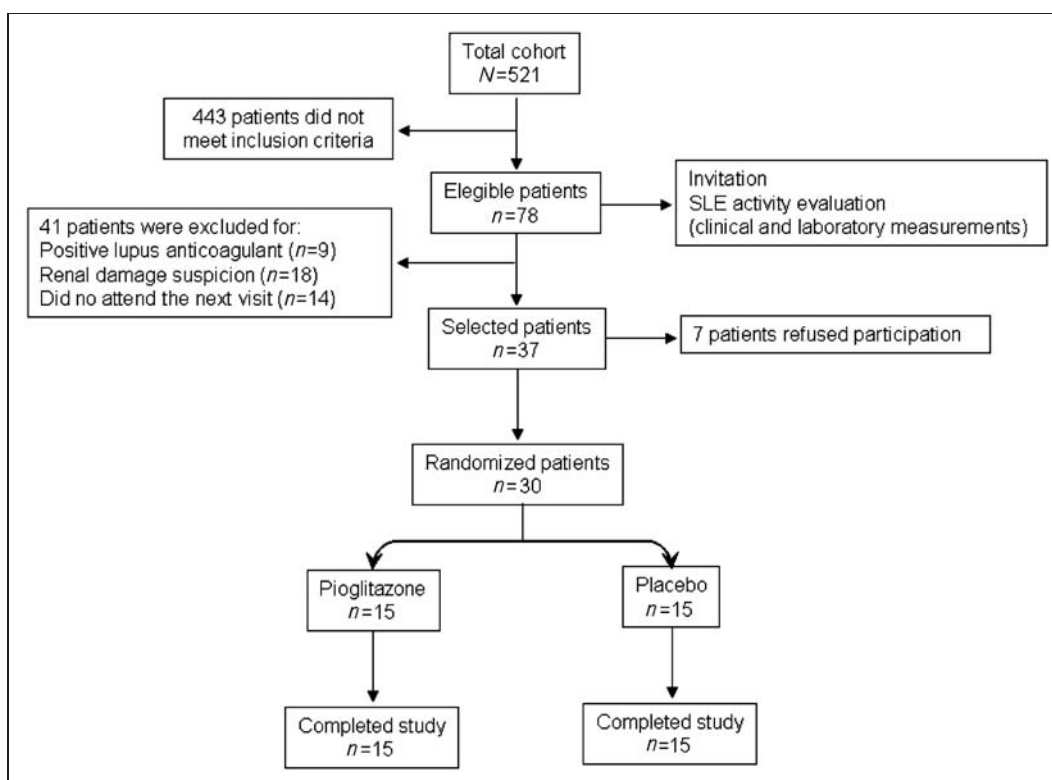 Total cohort
N=521
443 patients did not
meet inclusion criteria
Elegible patients
n=78
Invitation
SLE activity evaluation
(clinical and laboratory measurements)
41 patients were excluded for:
Positive lupus anticoagulant (n=9)
Renal damage suspicion (n=18)
Did no attend the next visit (n=14)
Selected patients
n=37
7 patients refused participation
Randomized patients
n=30
Pioglitazone
n=15
Placebo
n=15
Completed study
n=15
Completed study
n=15